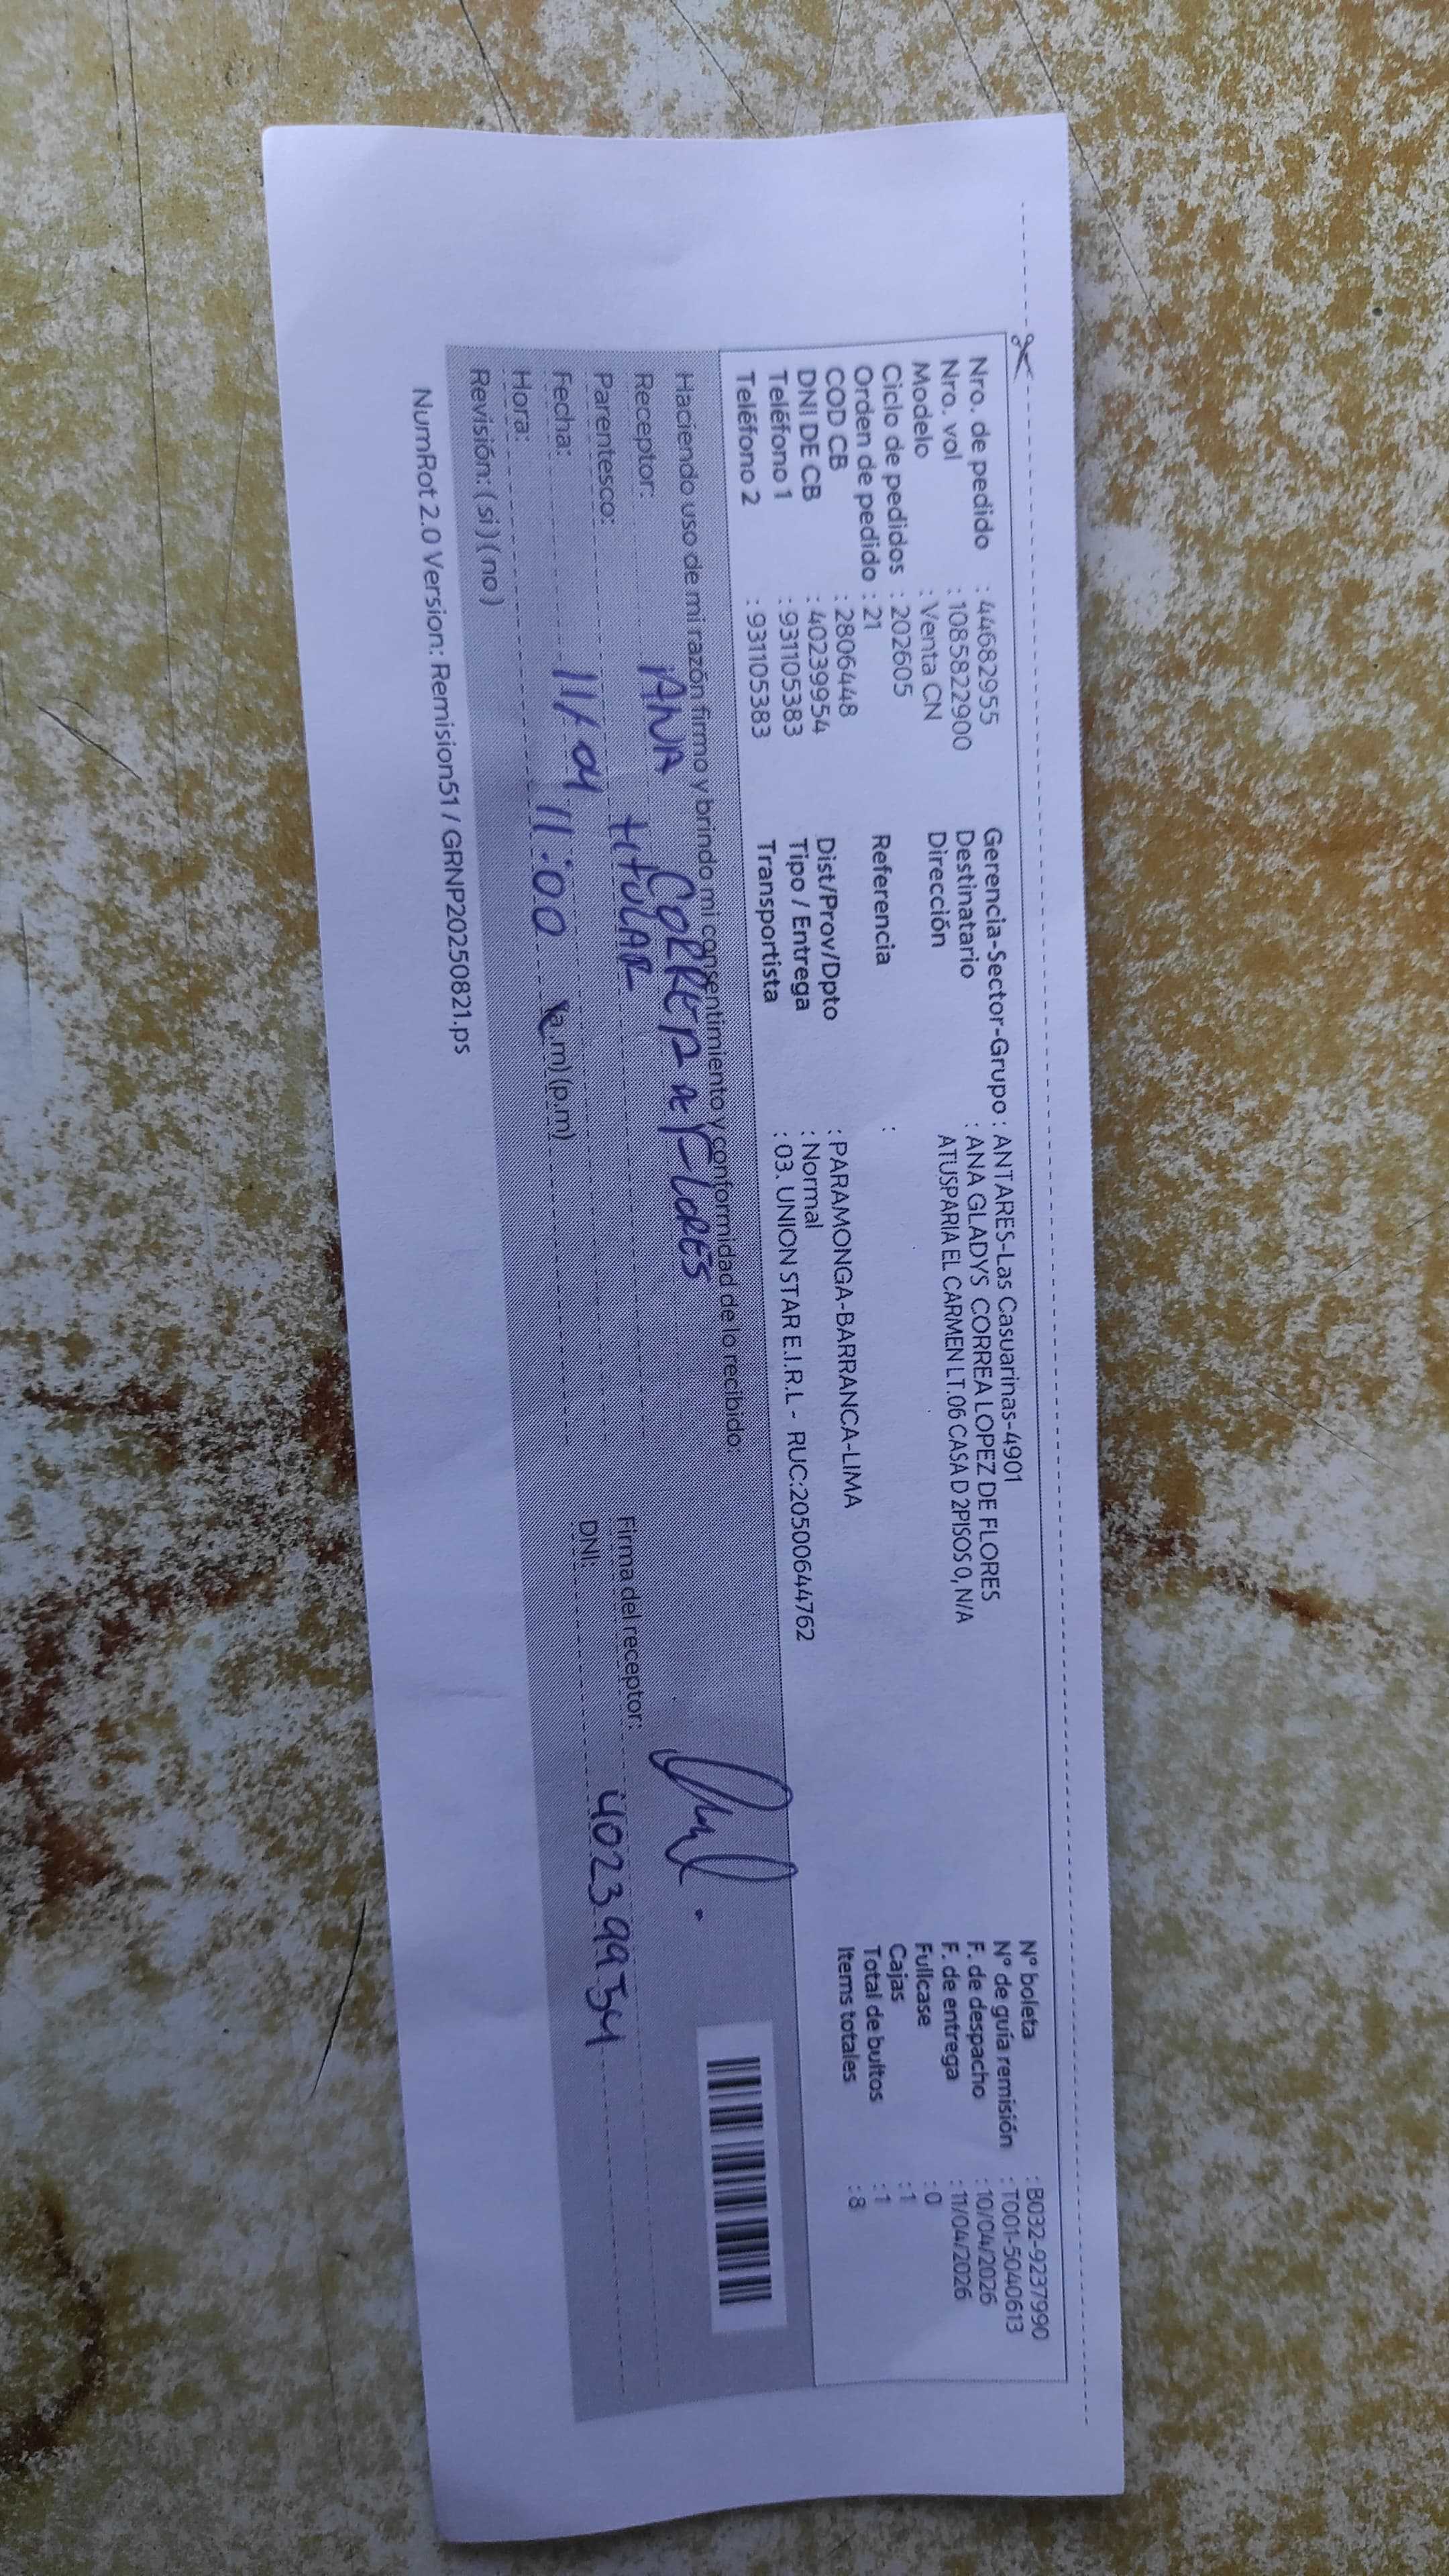 Nro. de pedido : 44682955
Nro. vol : 1085822900
Modelo : Venta CN
Ciclo de pedidos : 202605
Orden de pedido : 21
COD CB : 2806448
DNI DE CB : 40239954
Teléfono 1 : 931105383
Teléfono 2 : 931105383
Gerencia-Sector-Grupo : ANTARES-Las Casuarinas-4901
Destinatario : ANA GLADYS CORREA LOPEZ DE FLORES
Dirección ATUSPARIA EL CARMEN LT.06 CASA D 2PISOS 0, N/A
Referencia :
Dist/Prov/Dpto : PARAMONGA-BARRANCA-LIMA
Tipo / Entrega : Normal
Transportista : 03. UNION STAR E.I.R.L - RUC:20500644762
N° boleta : B032-9237990
N° de guía remisión : T001-5040613
F. de despacho : 10/04/2026
F. de entrega : 11/04/2026
Fullcase : 0
Cajas : 1
Total de bultos : 1
Items totales : 8
Haciendo uso de mi razón firmo y brindo mi consentimiento y conformidad de lo recibido:
Receptor: ANA CORREA FLORES
Parentesco: titULAR
Fecha: 11/04
Hora: 11:00 (a.m) (p.m)
Revisión: (si) (no)
Firma del receptor:
DNI: 40239954
NumRot 2.0 Version: Remision51 / GRNP20250821.ps